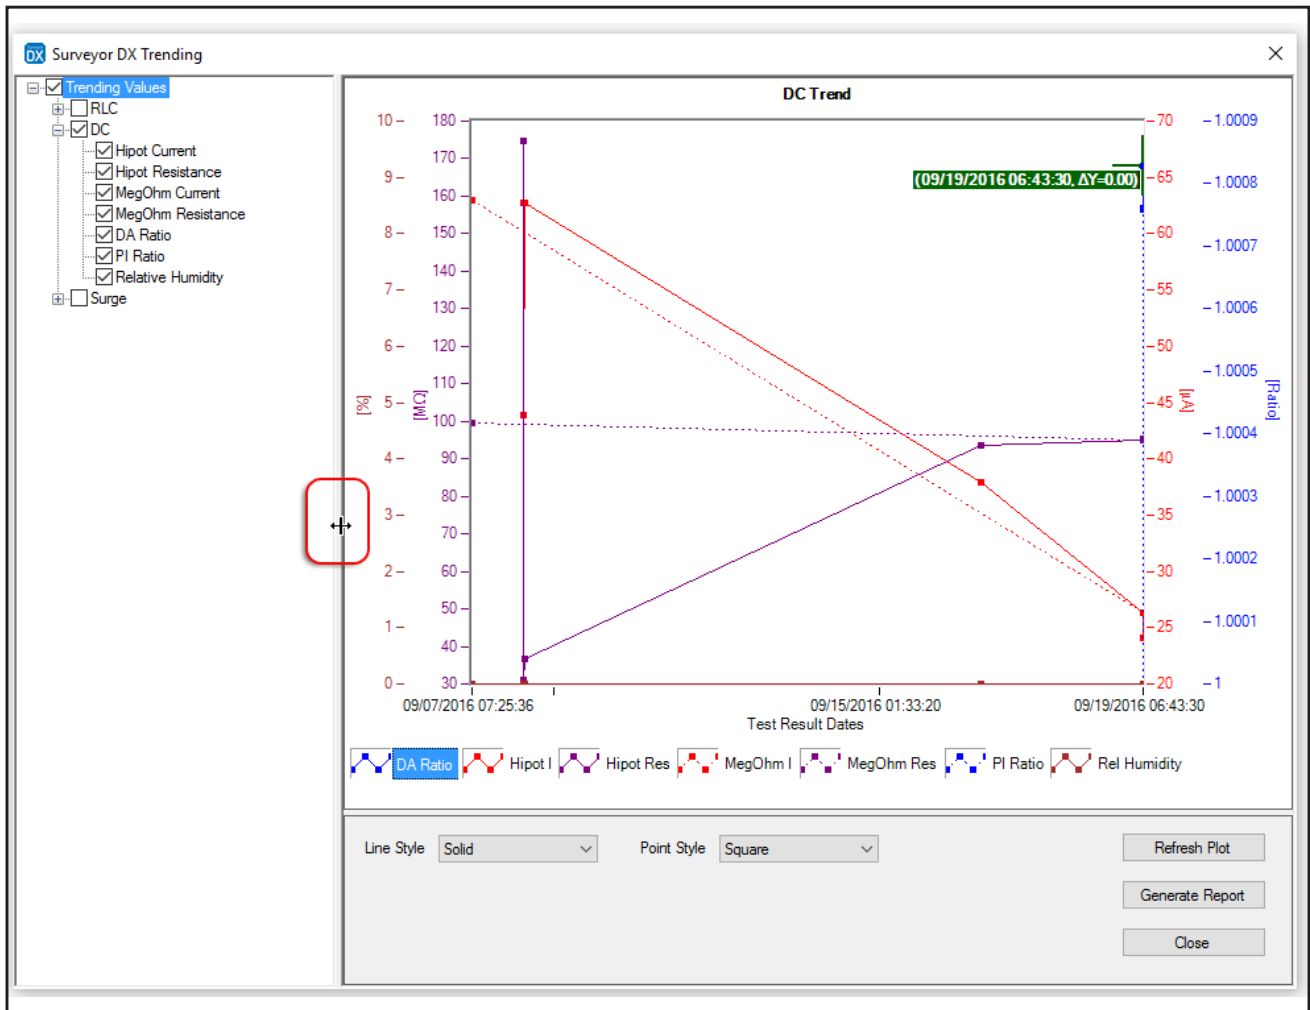 DX Surveyor DX Trending
Trending Values
RLC
DC
Hipot Current
Hipot Resistance
MegOhm Current
MegOhm Resistance
DA Ratio
PI Ratio
Relative Humidity
Surge
DC Trend
10 180 70 1.0009
170
9 65 1.0008
(09/19/2016 06:43:30, ΔY=0.00)
160
8 150 60 1.0007
140
7 55
130 1.0006
6 120 50
1.0005
110
[%] [MΩ] [µA] [Ratio]
5 45
100 1.0004
4 90 40
80 1.0003
3 35
70
1.0002
2 60 30
50
1 25 1.0001
40
0 30 20 1
09/07/2016 07:25:36 09/15/2016 01:33:20 09/19/2016 06:43:30
Test Result Dates
DA Ratio Hipot I Hipot Res MegOhm I MegOhm Res PI Ratio Rel Humidity
Line Style Solid Point Style Square Refresh Plot
Generate Report
Close